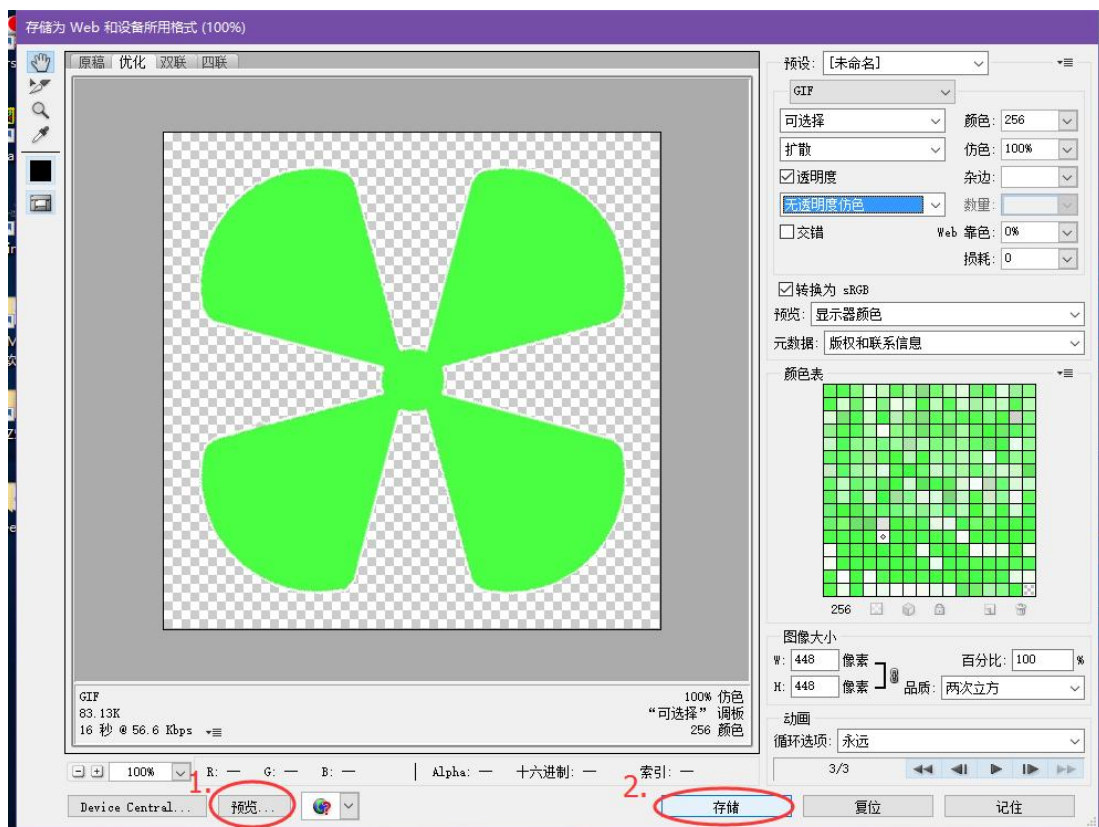 存储为 Web 和设备所用格式 (100%)
原稿 优化 双联 四联
预设: [未命名]
GIF
可选择 颜色: 256
扩散 仿色: 100%
透明度 杂边:
无透明度仿色 数量:
交错 Web 靠色: 0%
损耗: 0
转换为 sRGB
预览: 显示器颜色
元数据: 版权和联系信息
颜色表
256
图像大小
W: 448 像素 百分比: 100 %
H: 448 像素 品质: 两次立方
动画
循环选项: 永远
3/3
GIF 100% 仿色
83.13K “可选择” 调板
16 秒 @ 56.6 Kbps 256 颜色
100% R: — G: — B: — Alpha: — 十六进制: — 索引: —
1. 2.
Device Central... 预览... 存储 复位 记住